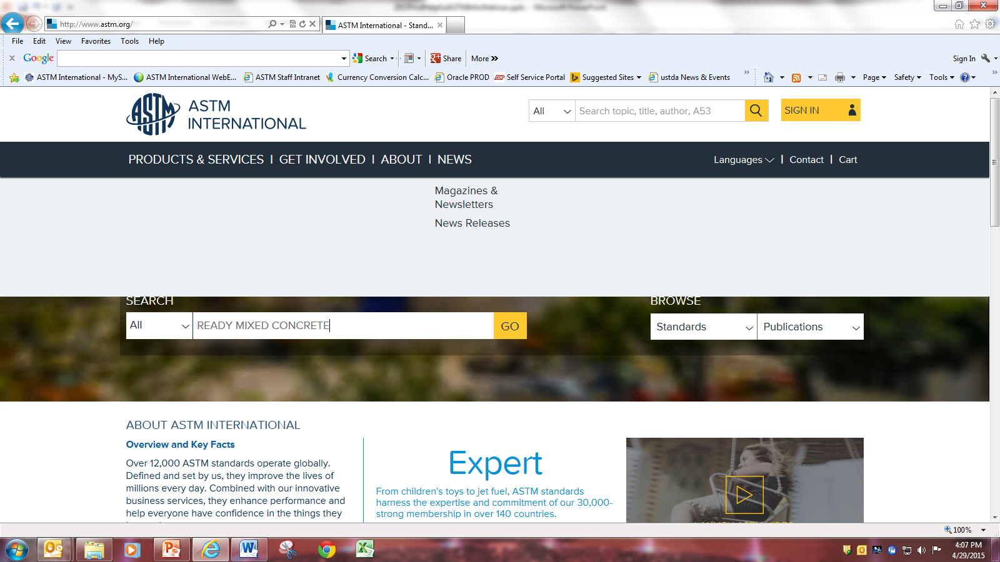 http://www.astm.org/
ASTM International - Stand...
File Edit View Favorites Tools Help
Google Search Share More Sign In
ASTM International - MyS... ASTM International WebE... ASTM Staff Intranet Currency Conversion Calc... Oracle PROD ADP Self Service Portal Suggested Sites ustda News & Events Page Safety Tools
ASTM
ASTM
INTERNATIONAL
All Search topic, title, author, A53 SIGN IN
PRODUCTS & SERVICES | GET INVOLVED | ABOUT | NEWS Languages | Contact | Cart
Magazines &
Newsletters
News Releases
SEARCH BROWSE
All READY MIXED CONCRETE GO Standards Publications
ABOUT ASTM INTERNATIONAL
Overview and Key Facts
Over 12,000 ASTM standards operate globally.
Defined and set by us, they improve the lives of
millions every day. Combined with our innovative
business services, they enhance performance and
help everyone have confidence in the things they
Expert
From children's toys to jet fuel, ASTM standards
harness the expertise and commitment of our 30,000-
strong membership in over 140 countries.
100%
4:07 PM
4/29/2015